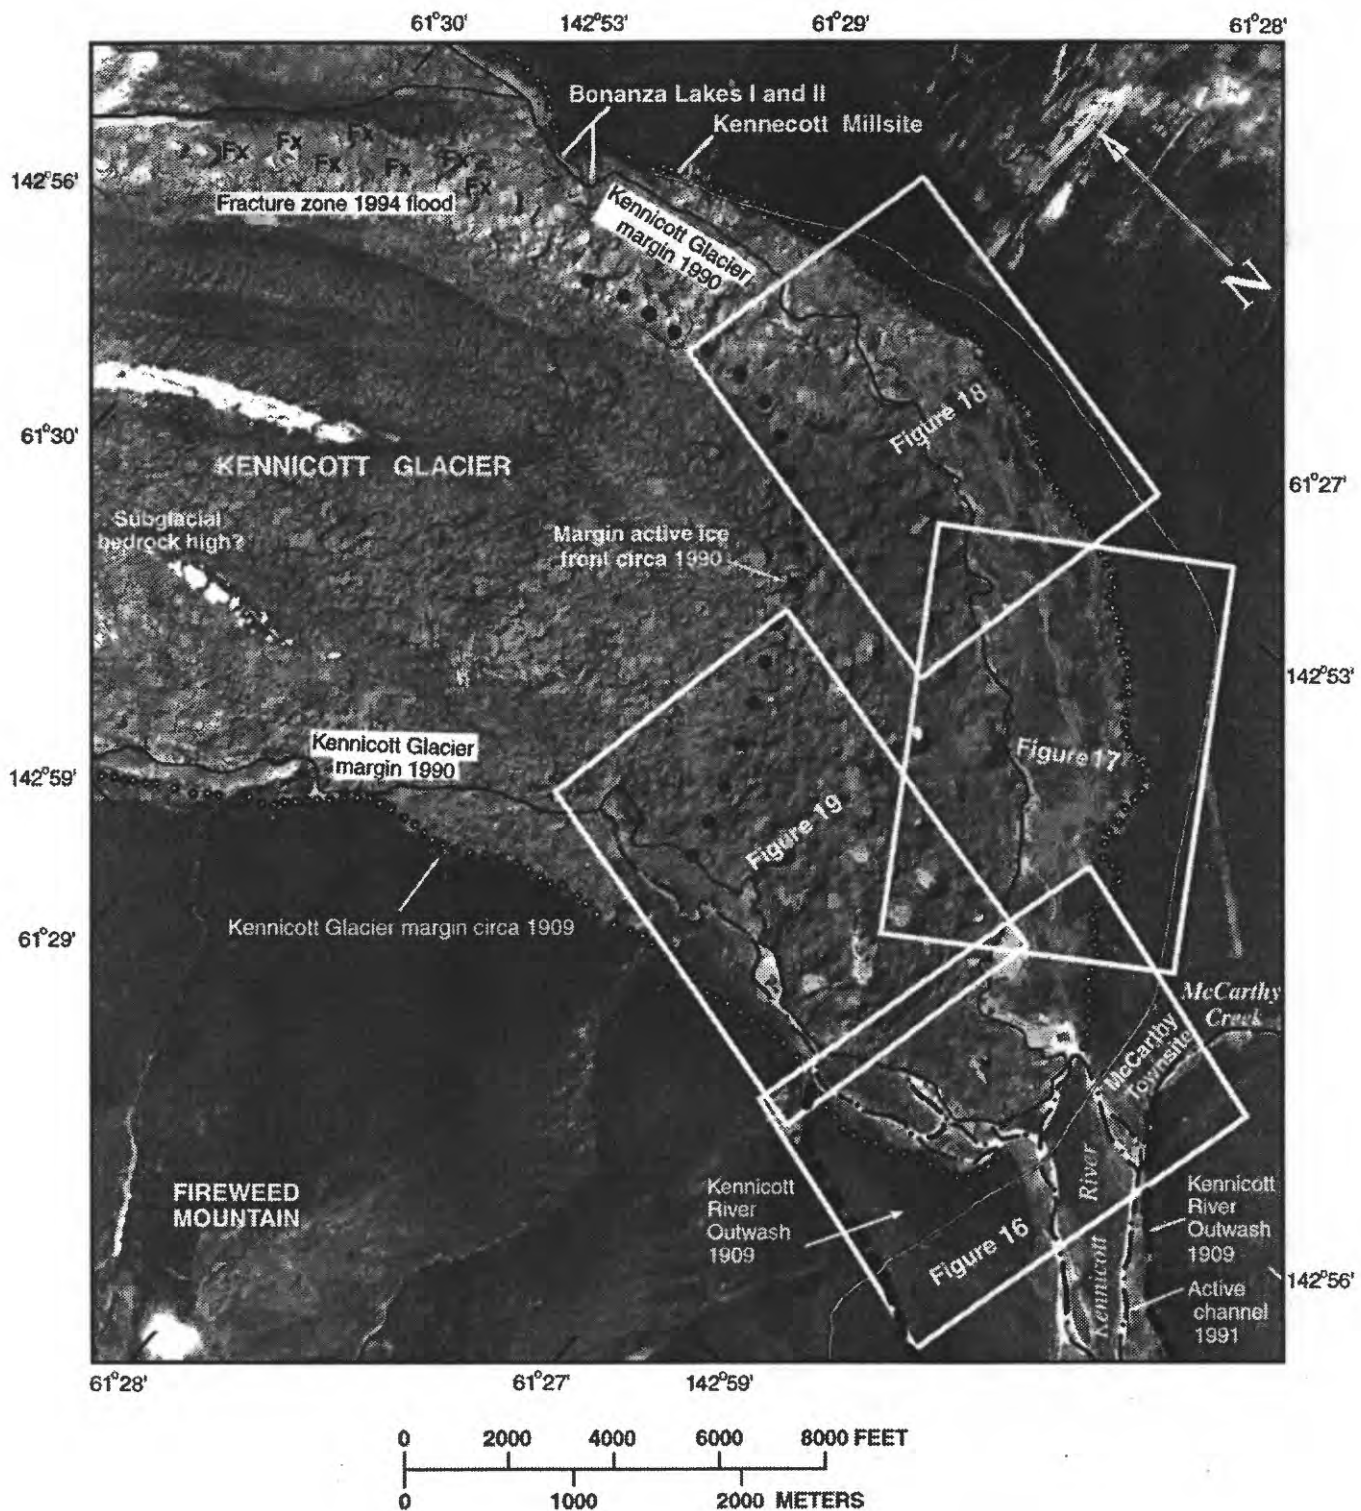 61°30' 142°53' 61°29' 61°28'
Bonanza Lakes I and II
Kennecott Millsite
Fx Fx Fx Fx Fx Fx Fx
142°56'
Fracture zone 1994 flood
Kennicott Glacier
margin 1990
N
Figure 18
61°30'
KENNICOTT GLACIER
61°27'
Subglacial
bedrock high?
Margin active ice
front circa 1990
142°53'
Kennicott Glacier
margin 1990
Figure 17
142°59'
Figure 19
Kennicott Glacier margin circa 1909
61°29'
McCarthy
Creek
McCarthy
Townsite
FIREWEED
MOUNTAIN
Kennicott
River
Outwash
1909
Figure 16
Kennicott River
Kennicott
River
Outwash
1909
142°56'
Active
channel
1991
61°28' 61°27' 142°59'
0 2000 4000 6000 8000 FEET
0 1000 2000 METERS